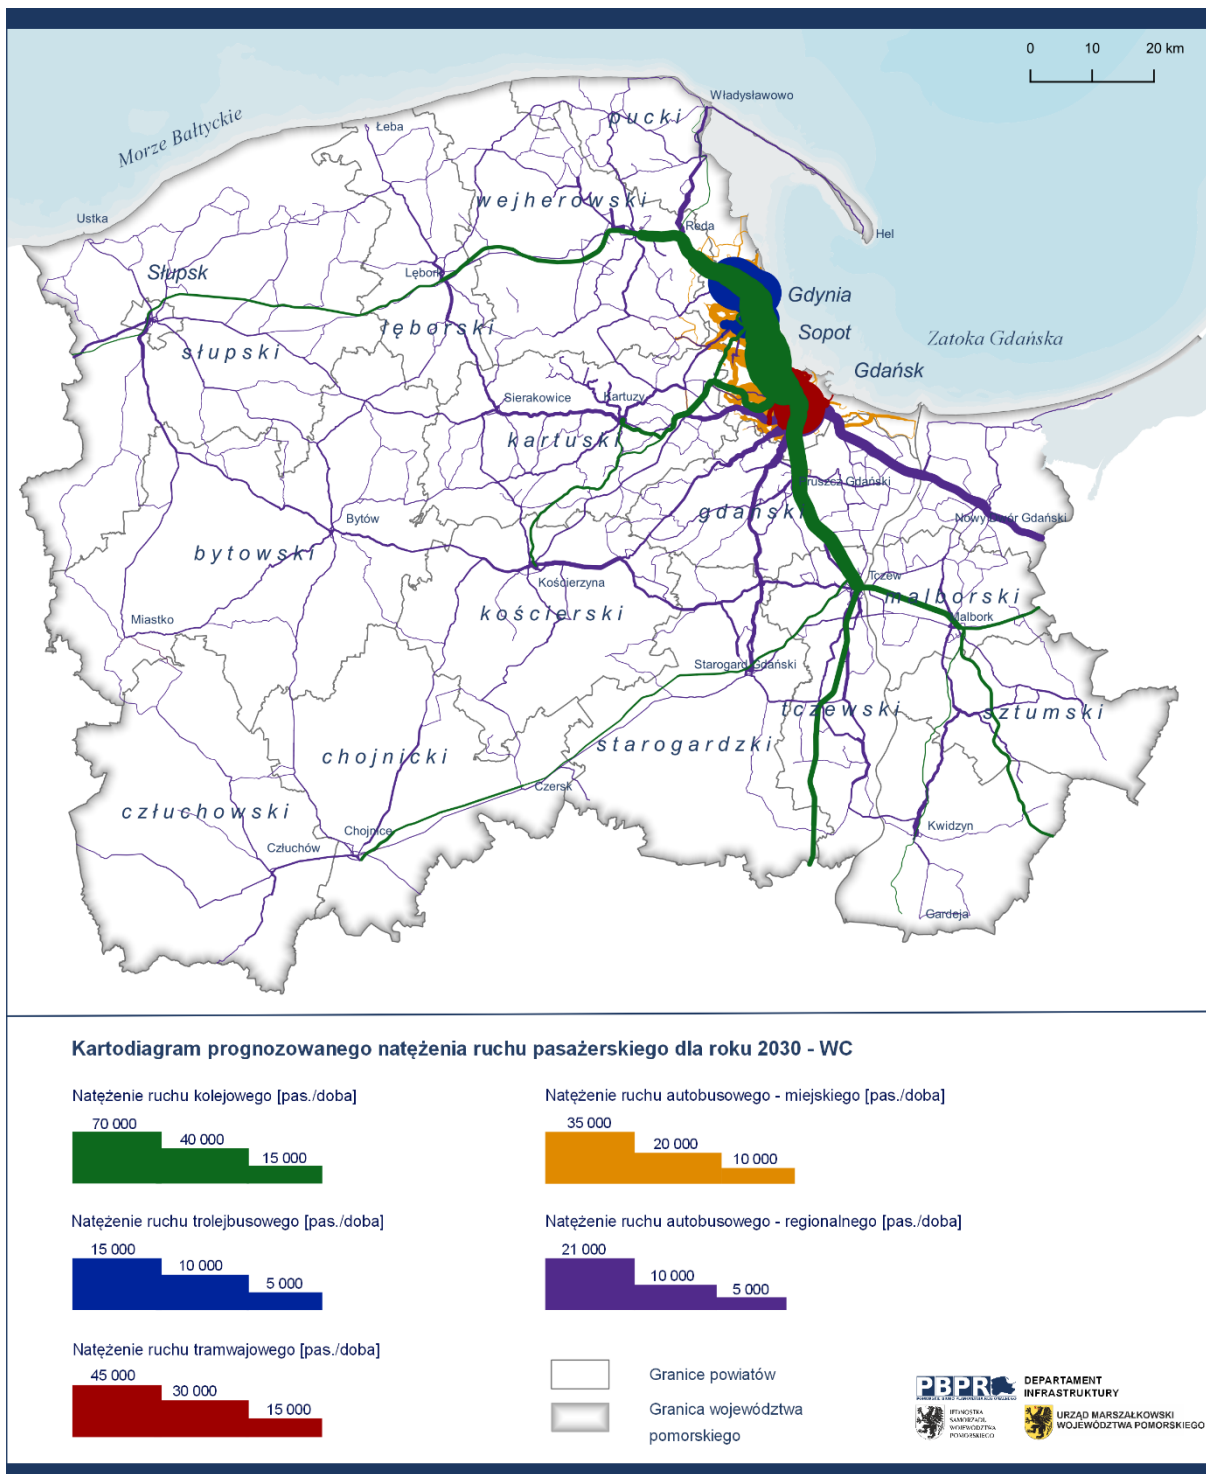 0 10 20 km
Władysławowo
Morze Bałtyckie
pucki
Łeba
wejherowski
Ustka
Reda
Hel
Słupsk
Lębork
Gdynia
łęborski
Sopot
Zatoka Gdańska
słupski
Gdańsk
Sierakowice
Kartuzy
kartuski
Pruszcz Gdański
gdański
Nowy Dwór Gdański
Bytów
bytowski
Kościerzyna
Tczew
malborski
kościerski
Miastko
Malbork
Starogard Gdański
tczewski
sztumski
starogardzki
chojnicki
Czersk
człuchowski
Chojnice
Kwidzyn
Człuchów
Gardeja
Kartodiagram prognozowanego natężenia ruchu pasażerskiego dla roku 2030 - WC
Natężenie ruchu kolejowego [pas./doba]
70 000
40 000
15 000
Natężenie ruchu autobusowego - miejskiego [pas./doba]
35 000
20 000
10 000
Natężenie ruchu trolejbusowego [pas./doba]
15 000
10 000
5 000
Natężenie ruchu autobusowego - regionalnego [pas./doba]
21 000
10 000
5 000
Natężenie ruchu tramwajowego [pas./doba]
45 000
30 000
15 000
Granice powiatów
Granica województwa
pomorskiego
PBPR
DEPARTAMENT
INFRASTRUKTURY
JEDNOSTKA
SAMORZĄDU
WOJEWÓDZTWA
POMORSKIEGO
URZĄD MARSZAŁKOWSKI
WOJEWÓDZTWA POMORSKIEGO